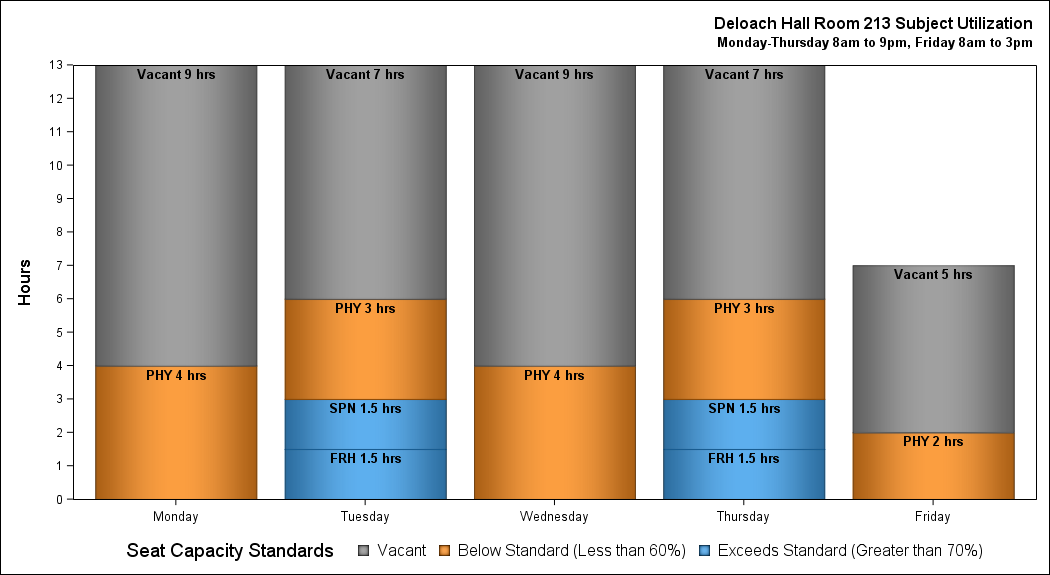 Deloach Hall Room 213 Subject Utilization
Monday-Thursday 8am to 9pm, Friday 8am to 3pm
Hours
13
12
11
10
9
8
7
6
5
4
3
2
1
0
Vacant 9 hrs
PHY 4 hrs
Vacant 7 hrs
PHY 3 hrs
SPN 1.5 hrs
FRH 1.5 hrs
Vacant 9 hrs
PHY 4 hrs
Vacant 7 hrs
PHY 3 hrs
SPN 1.5 hrs
FRH 1.5 hrs
Vacant 5 hrs
PHY 2 hrs
Monday Tuesday Wednesday Thursday Friday
Seat Capacity Standards Vacant Below Standard (Less than 60%) Exceeds Standard (Greater than 70%)